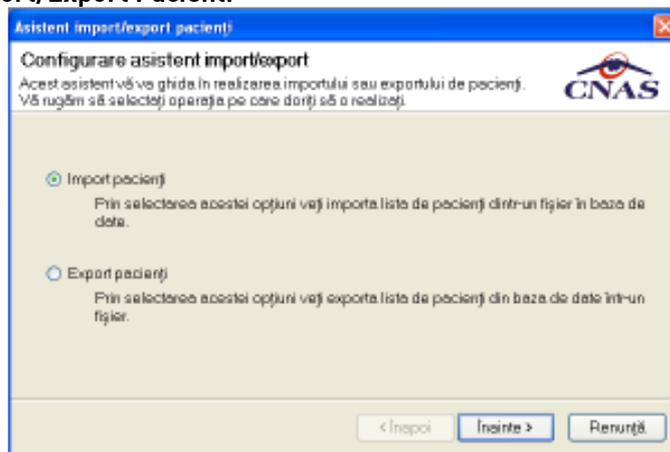 ort/Export Pacienti
Asistent import/export pacienți
Configurare asistent import/export
Acest asistent vă va ghida în realizarea importului sau exportului de pacienți.
Vă rugăm să selectați operația pe care doriți să o realizați.
CNAS
Import pacienți
Prin selectarea acestei opțiuni veți importa lista de pacienți dintr-un fișier în baza de
date.
Export pacienți
Prin selectarea acestei opțiuni veți exporta lista de pacienți din baza de date într-un
fișier.
< Înapoi Înainte > Renunță